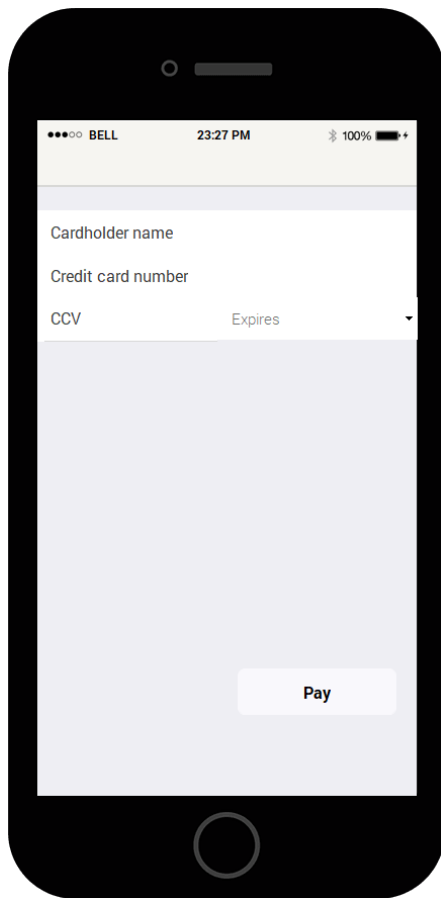 BELL 23:27 PM 100%
Cardholder name
Credit card number
CCV Expires
Pay